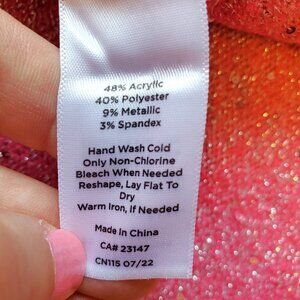 48% Acrylic
40% Polyester
9% Metallic
3% Spandex
Hand Wash Cold
Only Non-Chlorine
Bleach When Needed
Reshape, Lay Flat To
Dry
Warm Iron, If Needed
Made in China
CA# 23147
CN115 07/22